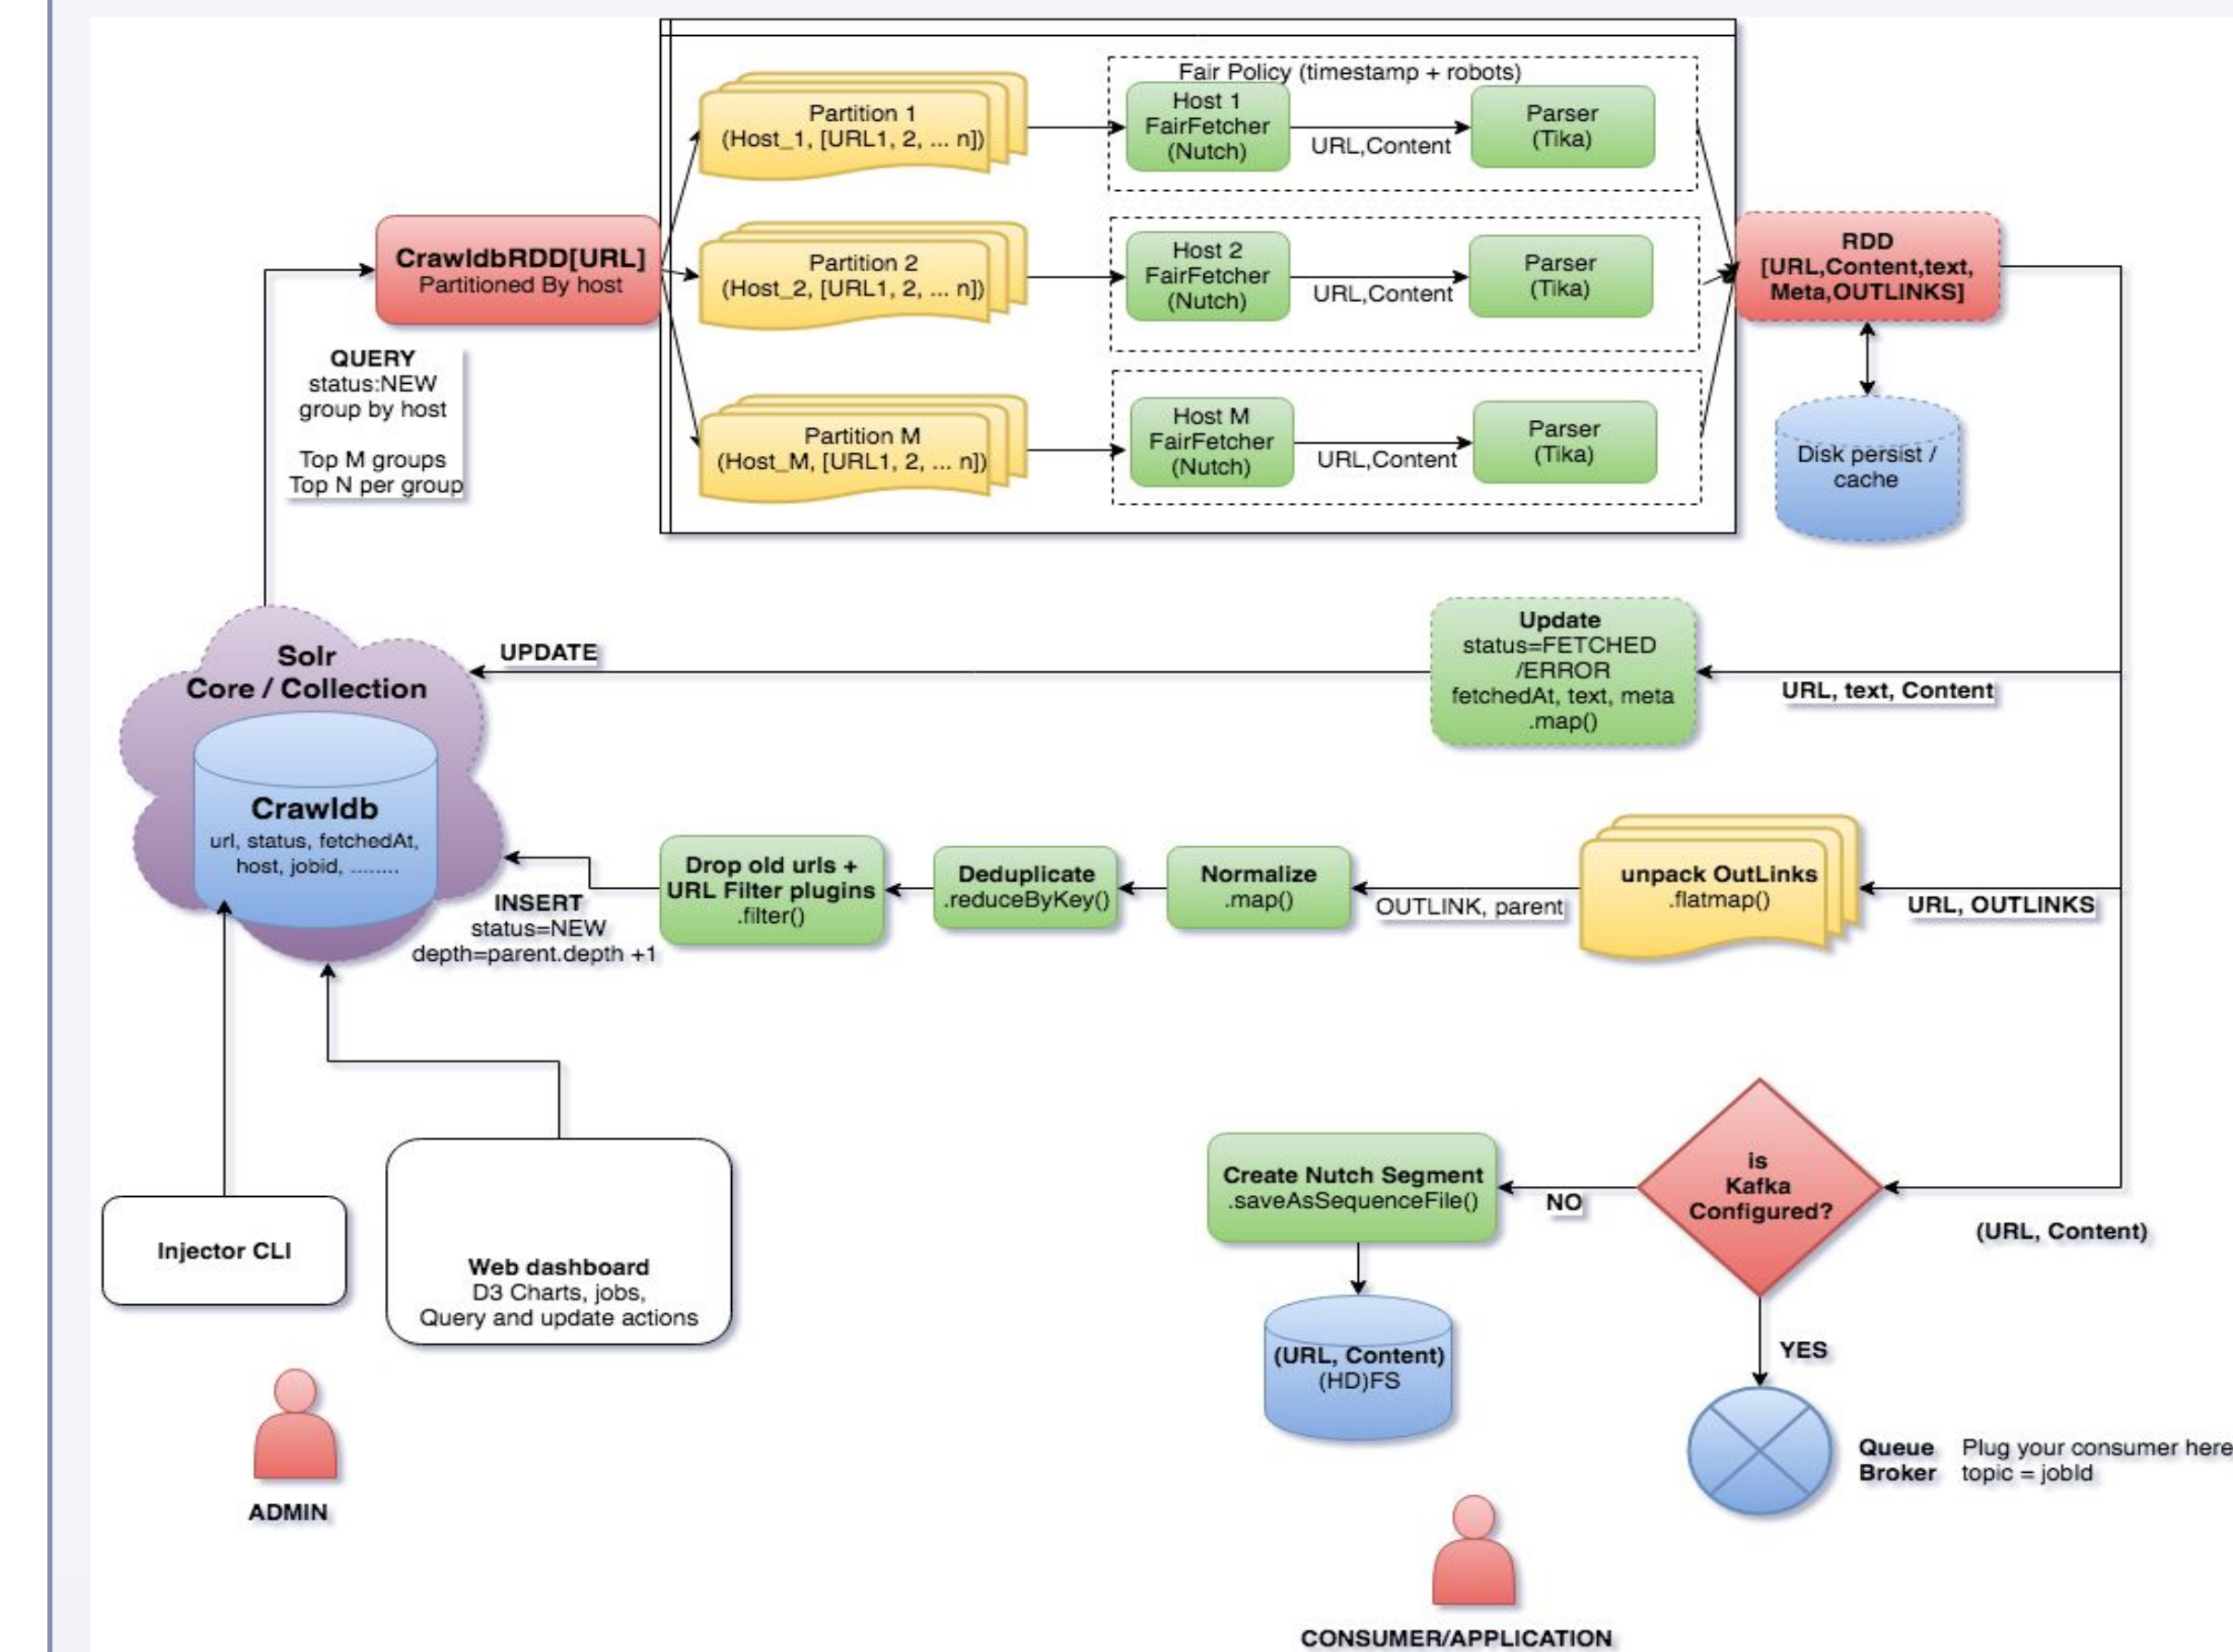 Fair Policy (timestamp + robots)
Partition 1
(Host_1, [URL1, 2, ... n])
Host 1
FairFetcher
(Nutch)
URL,Content
Parser
(Tika)
CrawldbRDD[URL]
Partitioned By host
Partition 2
(Host_2, [URL1, 2, ... n])
Host 2
FairFetcher
(Nutch)
URL,Content
Parser
(Tika)
RDD
[URL,Content,text,
Meta,OUTLINKS]
QUERY
status:NEW
group by host
Top M groups
Top N per group
Partition M
(Host_M, [URL1, 2, ... n])
Host M
FairFetcher
(Nutch)
URL,Content
Parser
(Tika)
Disk persist /
cache
Solr
Core / Collection
UPDATE
Update
status=FETCHED
/ERROR
fetchedAt, text, meta
.map()
URL, text, Content
Crawldb
url, status, fetchedAt,
host, jobid, ........
INSERT
status=NEW
depth=parent.depth +1
Drop old urls +
URL Filter plugins
.filter()
Deduplicate
.reduceByKey()
Normalize
.map()
OUTLINK, parent
unpack OutLinks
.flatmap()
URL, OUTLINKS
Injector CLI
Web dashboard
D3 Charts, jobs,
Query and update actions
Create Nutch Segment
.saveAsSequenceFile()
NO
is
Kafka
Configured?
(URL, Content)
(URL, Content)
(HD)FS
YES
Queue
Broker
Plug your consumer here
topic = jobId
ADMIN
CONSUMER/APPLICATION